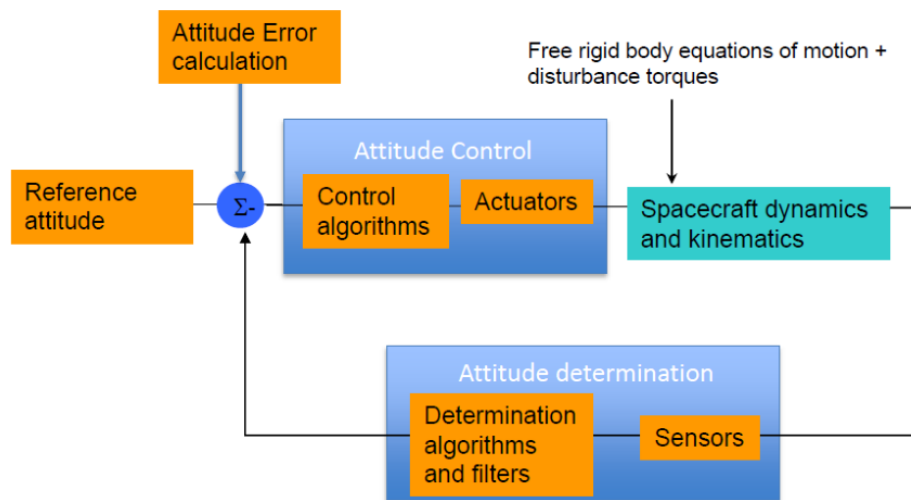 Attitude Error
calculation
Free rigid body equations of motion +
disturbance torques
Attitude Control
Reference
attitude
Σ-
Control
algorithms
Actuators
Spacecraft dynamics
and kinematics
Attitude determination
Determination
algorithms
and filters
Sensors